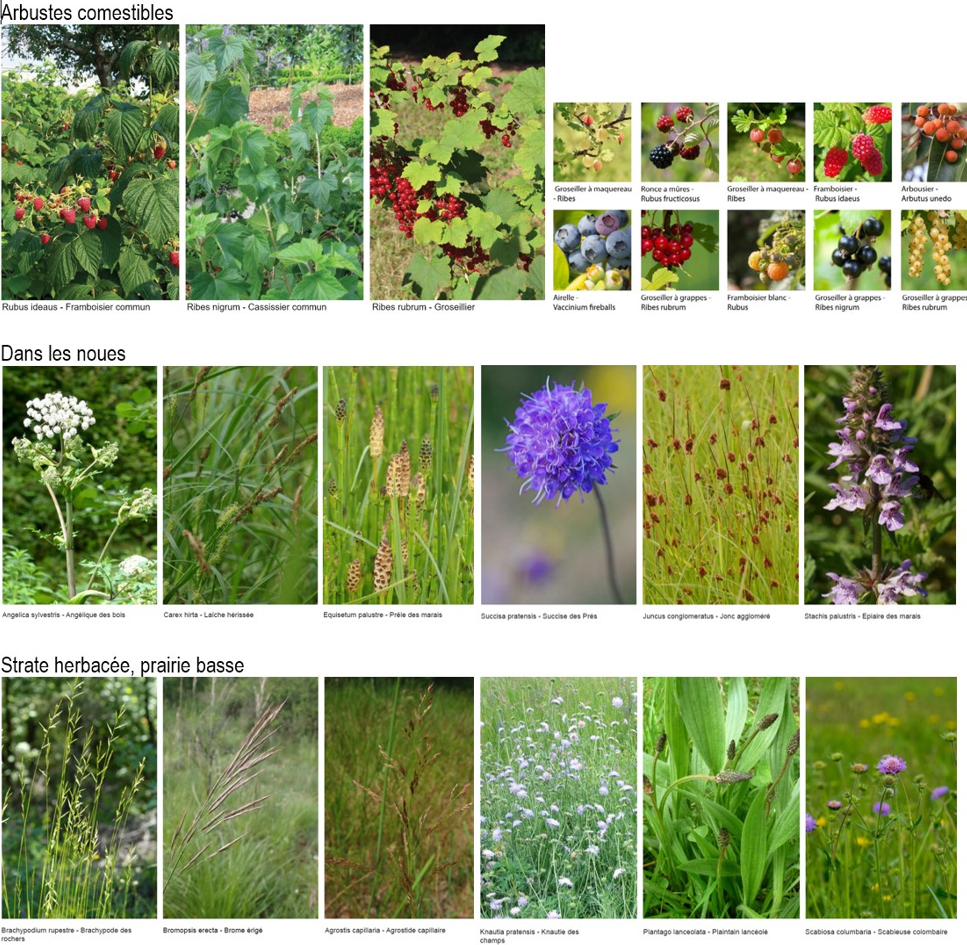 Arbustes comestibles
Groseiller à maquereau
- Ribes
Ronce a mûres -
Rubus fructicosus
Groseiller à maquereau -
Ribes
Framboisier -
Rubus idaeus
Arbousier -
Arbutus unedo
Airelle -
Vaccinium fireballs
Groseiller à grappes -
Ribes rubrum
Framboisier blanc -
Rubus
Groseiller à grappes -
Ribes nigrum
Groseiller à grappes
Ribes rubrum
Rubus ideaus - Framboisier commun
Ribes nigrum - Cassissier commun
Ribes rubrum - Groseillier
Dans les noues
Angelica sylvestris - Angélique des bois
Carex hirta - Laîche hérissée
Equisetum palustre - Prêle des marais
Succisa pratensis - Succise des Prés
Juncus conglomeratus - Jonc aggloméré
Stachis palustris - Epiaire des marais
Strate herbacée, prairie basse
Brachypodium rupestre - Brachypode des
rochers
Bromopsis erecta - Brome érigé
Agrostis capillaria - Agrostide capillaire
Knautia pratensis - Knautie des
champs
Plantago lanceolata - Plaintain lancéolé
Scabiosa columbaria - Scabieuse colombaire